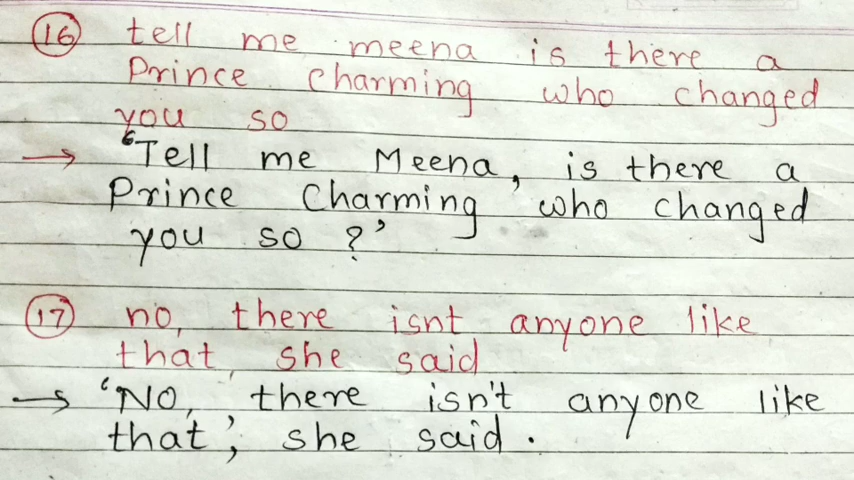 16 tell me meena is there a
Prince Charming who changed
you so
→ ‘Tell me Meena, is there a
Prince Charming who changed
you so ?’
17 no, there isnt anyone like
that she said
→ ‘NO, there isn't anyone like
that’, she said .